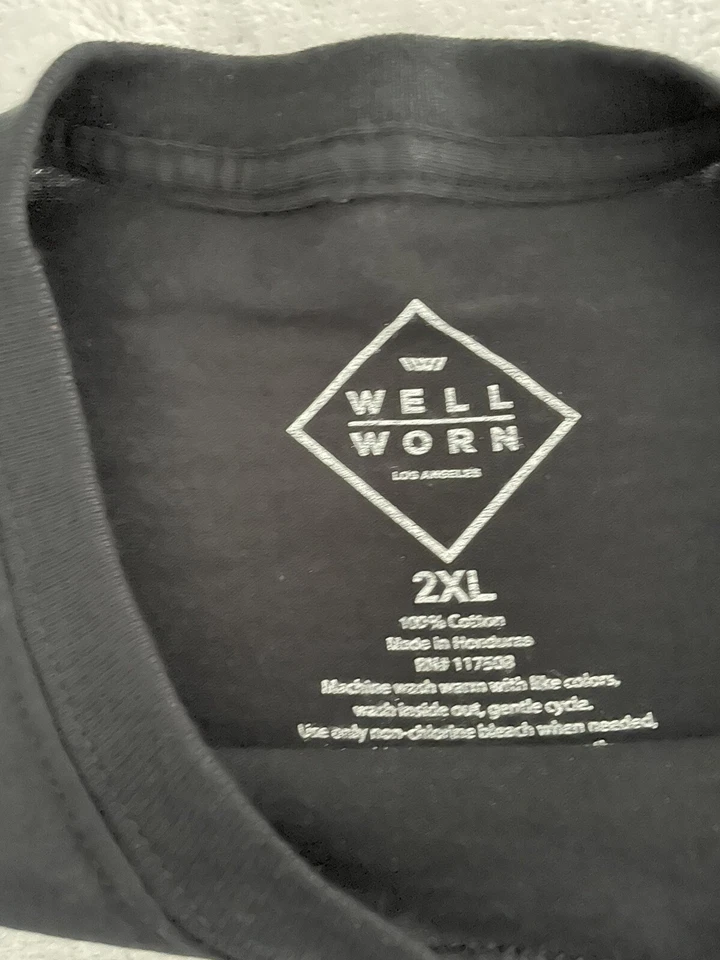 WELL
WORN
LOS ANGELES
2XL
100% Cotton
Made in Honduras
RN# 117508
Machine wash warm with like colors,
wash inside out, gentle cycle.
Use only non-chlorine bleach when needed,